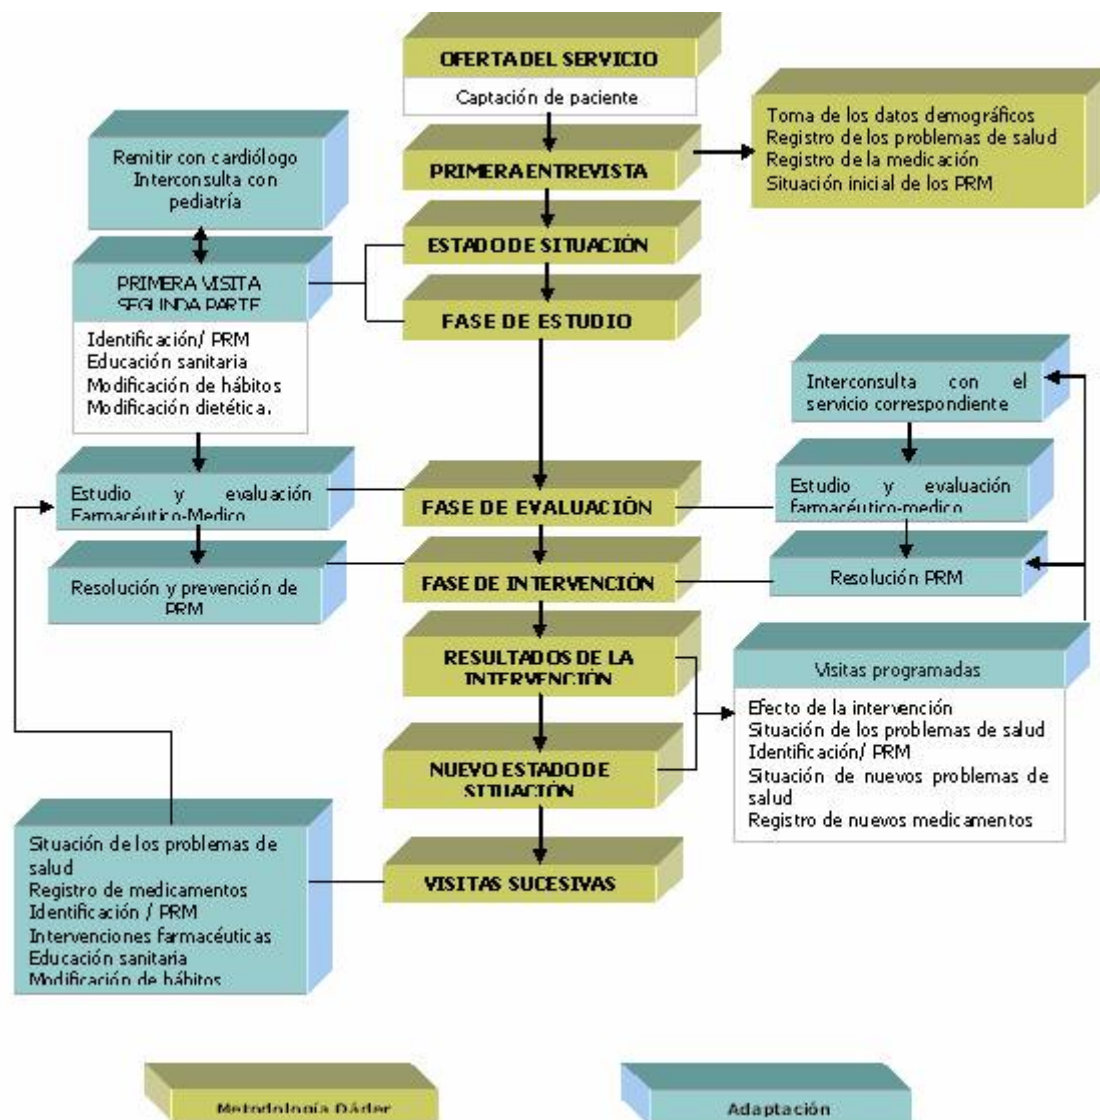 OFERTA DEL SERVICIO
Captación de paciente
Toma de los datos demográficos
Registro de los problemas de salud
Registro de la medicación
Situación inicial de los PRM
Remitir con cardiólogo
Interconsulta con
pediatría
PRIMERA ENTREVISTA
ESTADO DE SITUACIÓN
PRIMERA VISITA
SEGUNDA PARTE
Identificación/ PRM
Educación sanitaria
Modificación de hábitos
Modificación dietética.
FASE DE ESTUDIO
Interconsulta con el
servicio correspondiente
Estudio y evaluación
Farmacéutico-Medico
FASE DE EVALUACIÓN
Estudio y evaluación
farmacéutico-medico
Resolución y prevención de
PRM
FASE DE INTERVENCIÓN
Resolución PRM
RESULTADOS DE LA
INTERVENCIÓN
Visitas programadas
Efecto de la intervención
Situación de los problemas de salud
Identificación/ PRM
Situación de nuevos problemas de
salud
Registro de nuevos medicamentos
NUEVO ESTADO DE
SITUACIÓN
Situación de los problemas de
salud
Registro de medicamentos
Identificación / PRM
Intervenciones farmacéuticas
Educación sanitaria
Modificación de hábitos
VISITAS SUCESIVAS
Metodología Dáder
Adaptación